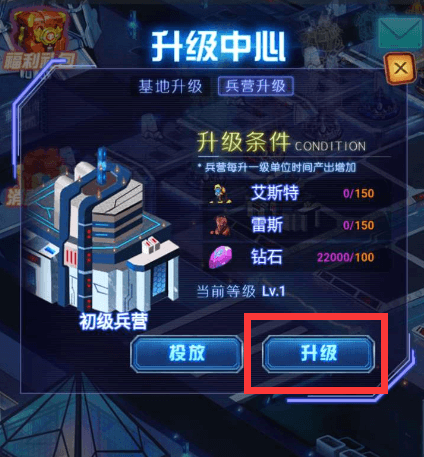 升级中心
福利
基地升级 兵营升级
升级条件 CONDITION
* 兵营每升一级单位时间产出增加
艾斯特 0/150
雷斯 0/150
钻石 22000/100
当前等级 Lv.1
初级兵营
投放 升级